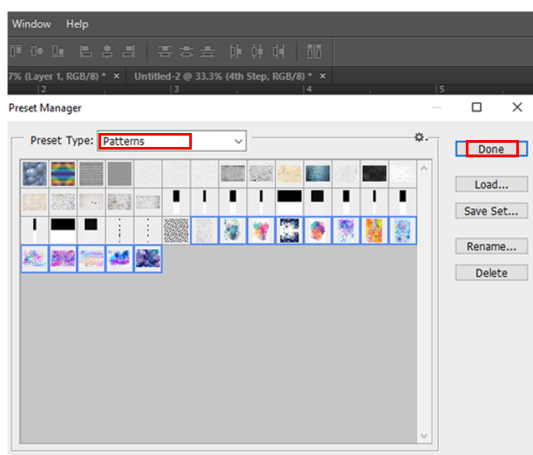 Window Help
7% (Layer 1, RGB/8) * × Untitled-2 @ 33.3% (4th Step, RGB/8) * ×
2 3 4 5
Preset Manager
Preset Type: Patterns
Done
Load...
Save Set...
Rename...
Delete